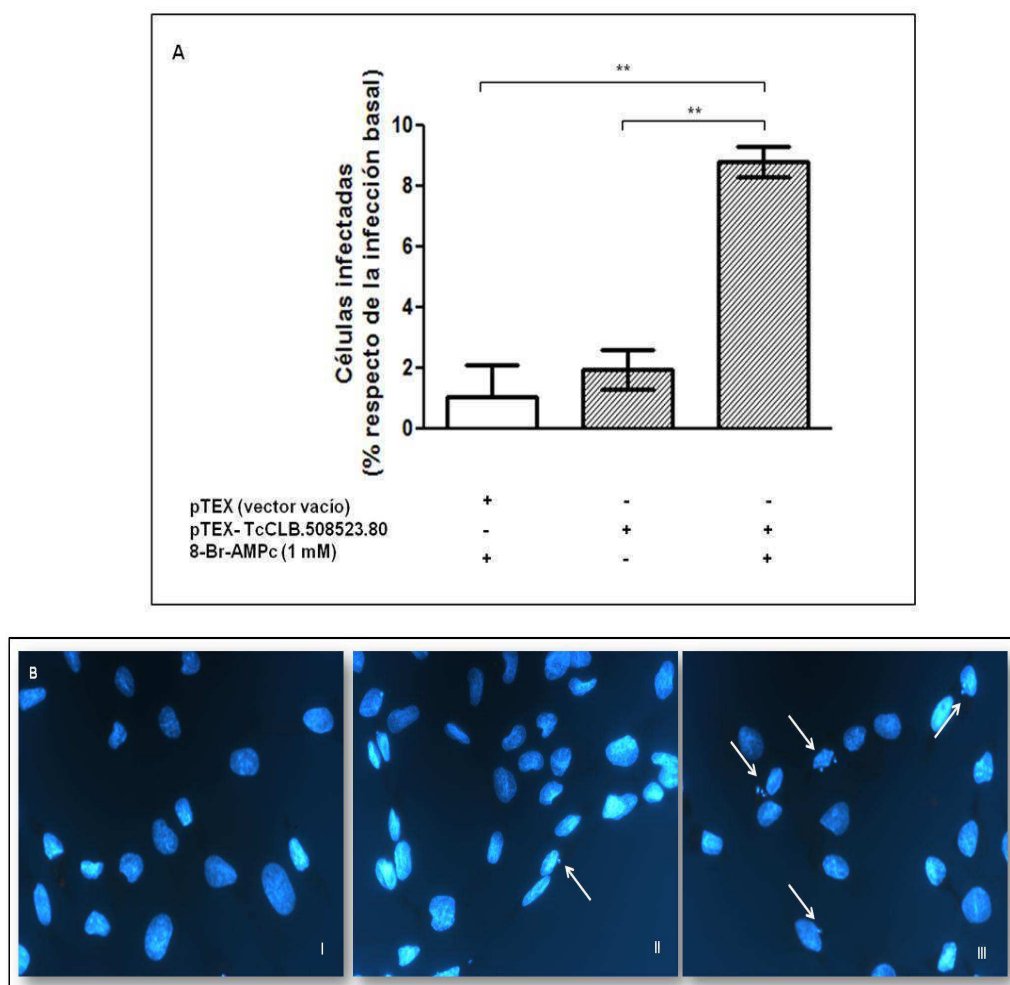 A
**
**
Células infectadas
(% respecto de la infección basal)
10
8
6
4
2
0
pTEX (vector vacío) + - -
pTEX- TcCLB.508523.80 - + +
8-Br-AMPc (1 mM) + - +
B
I
II
III